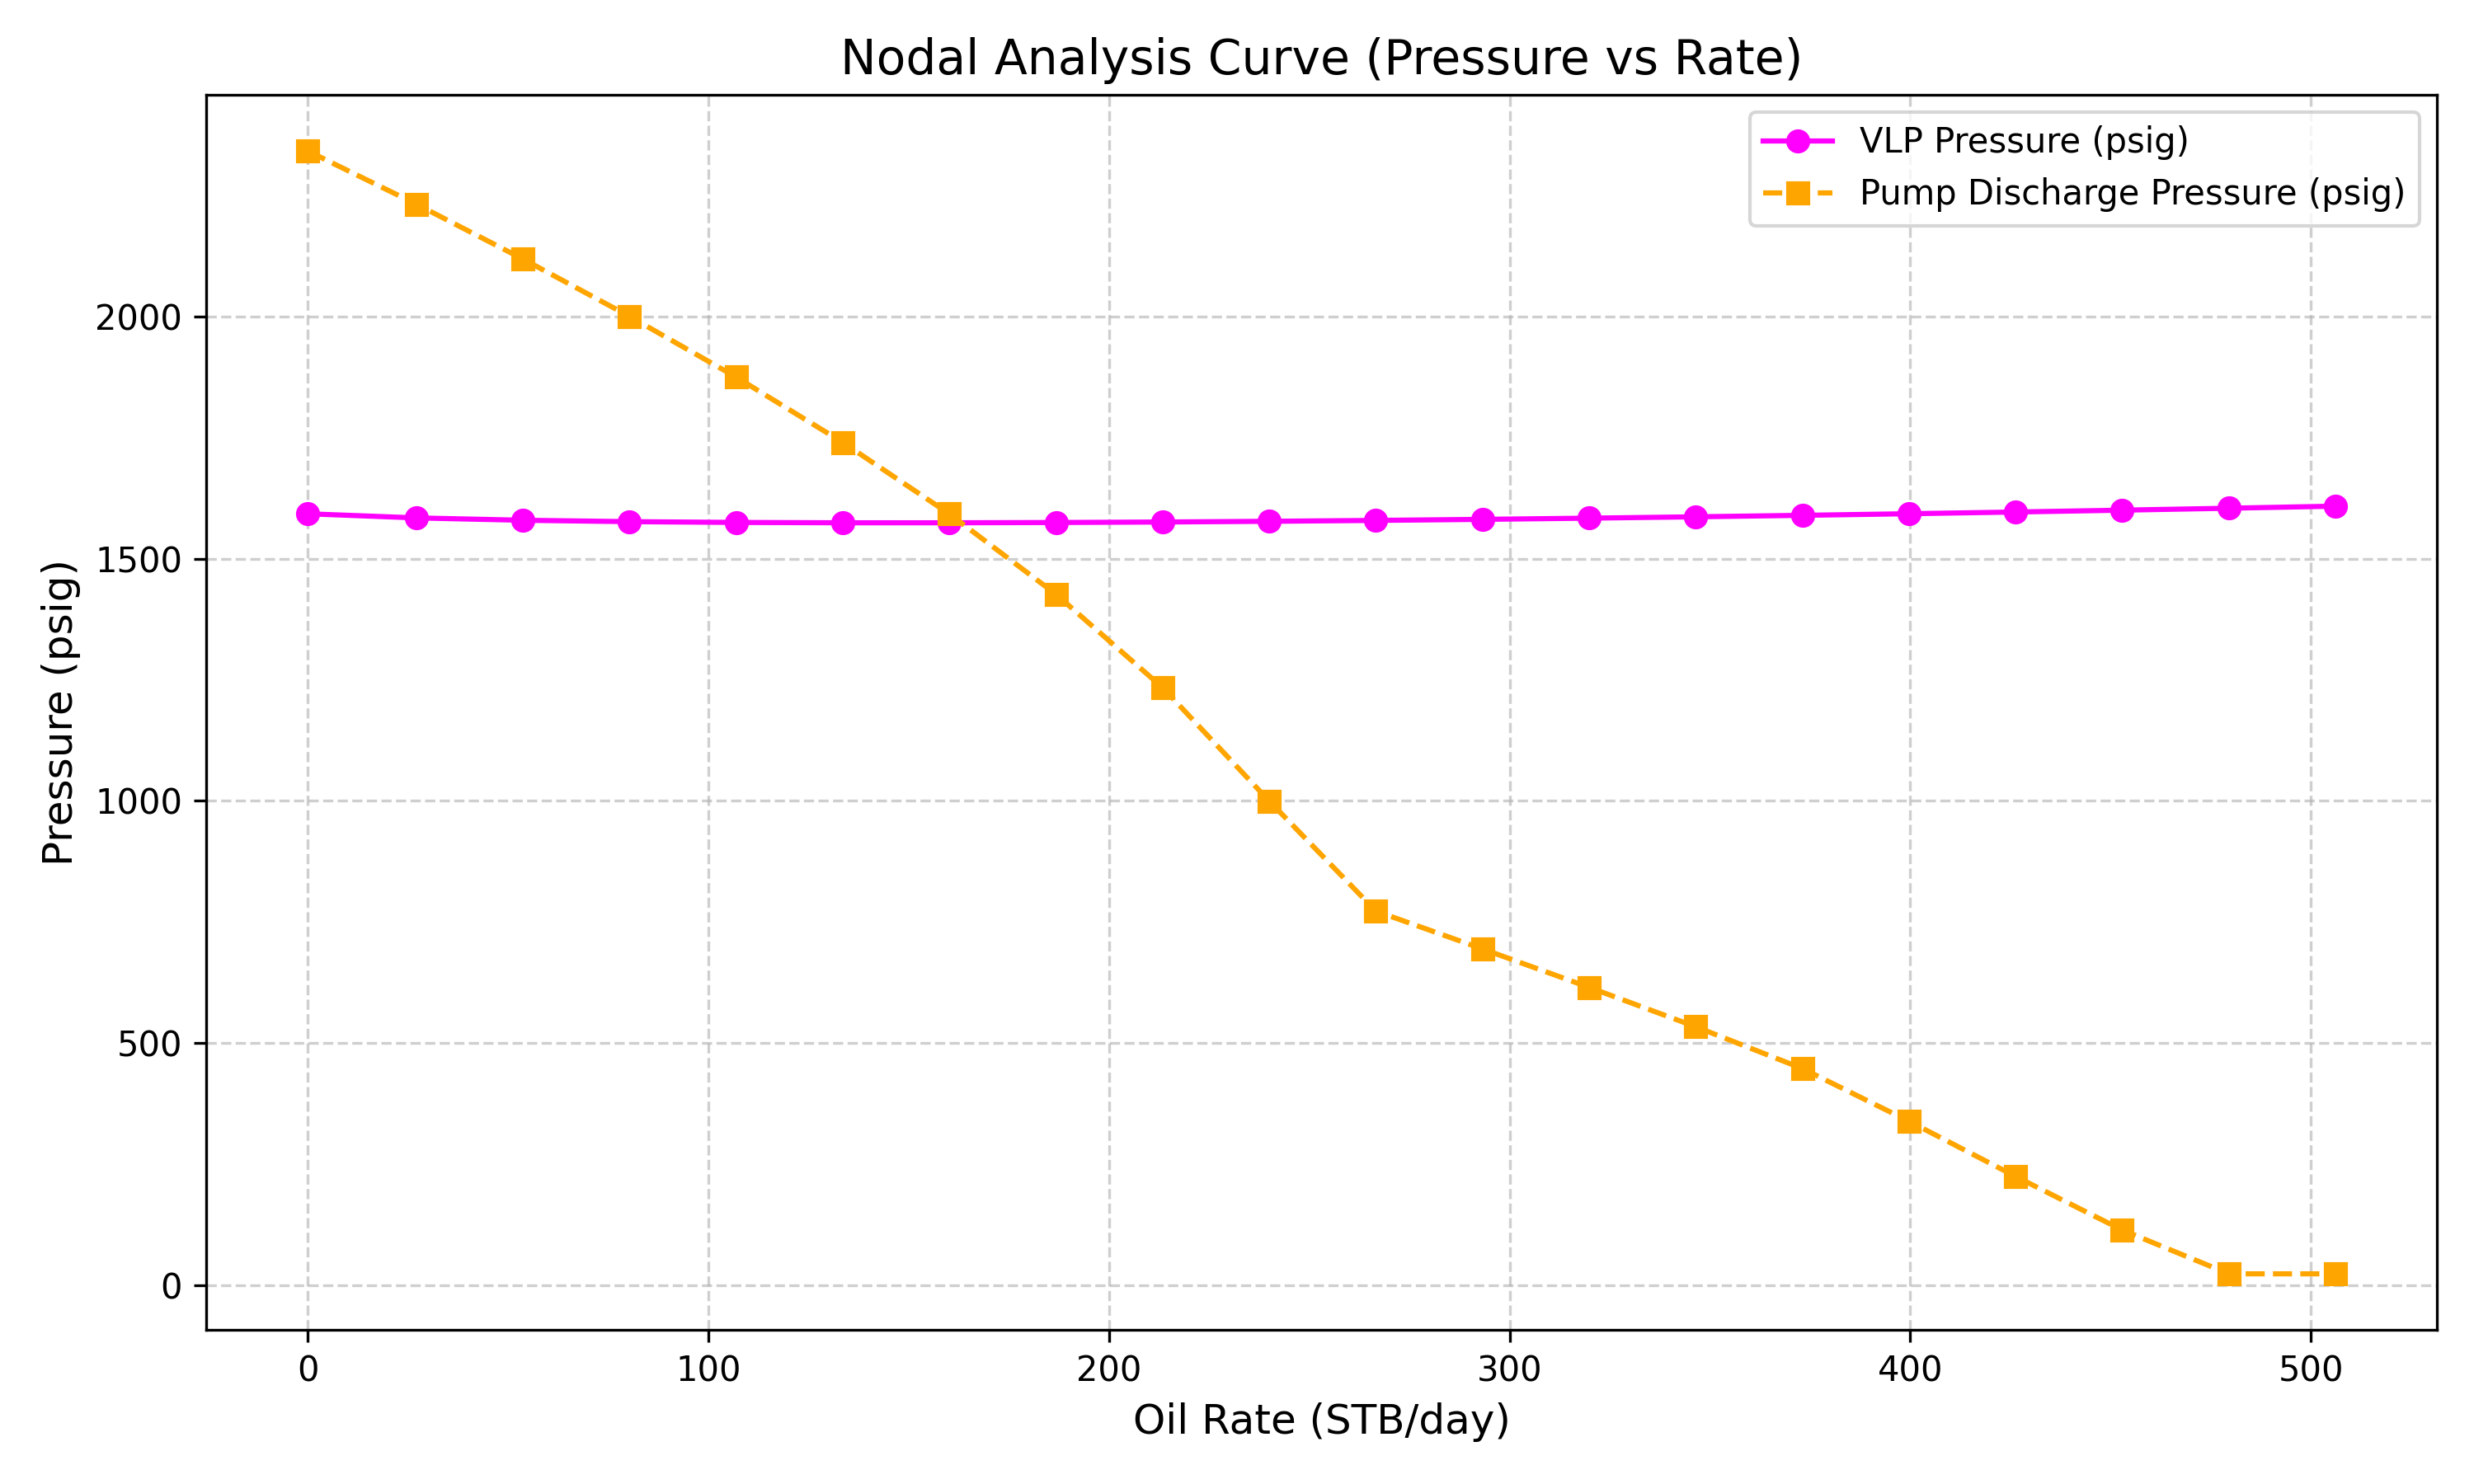 Nodal Analysis Curve (Pressure vs Rate)
VLP Pressure (psig)
Pump Discharge Pressure (psig)
Pressure (psig)
2000
1500
1000
500
0
0 100 200 300 400 500
Oil Rate (STB/day)